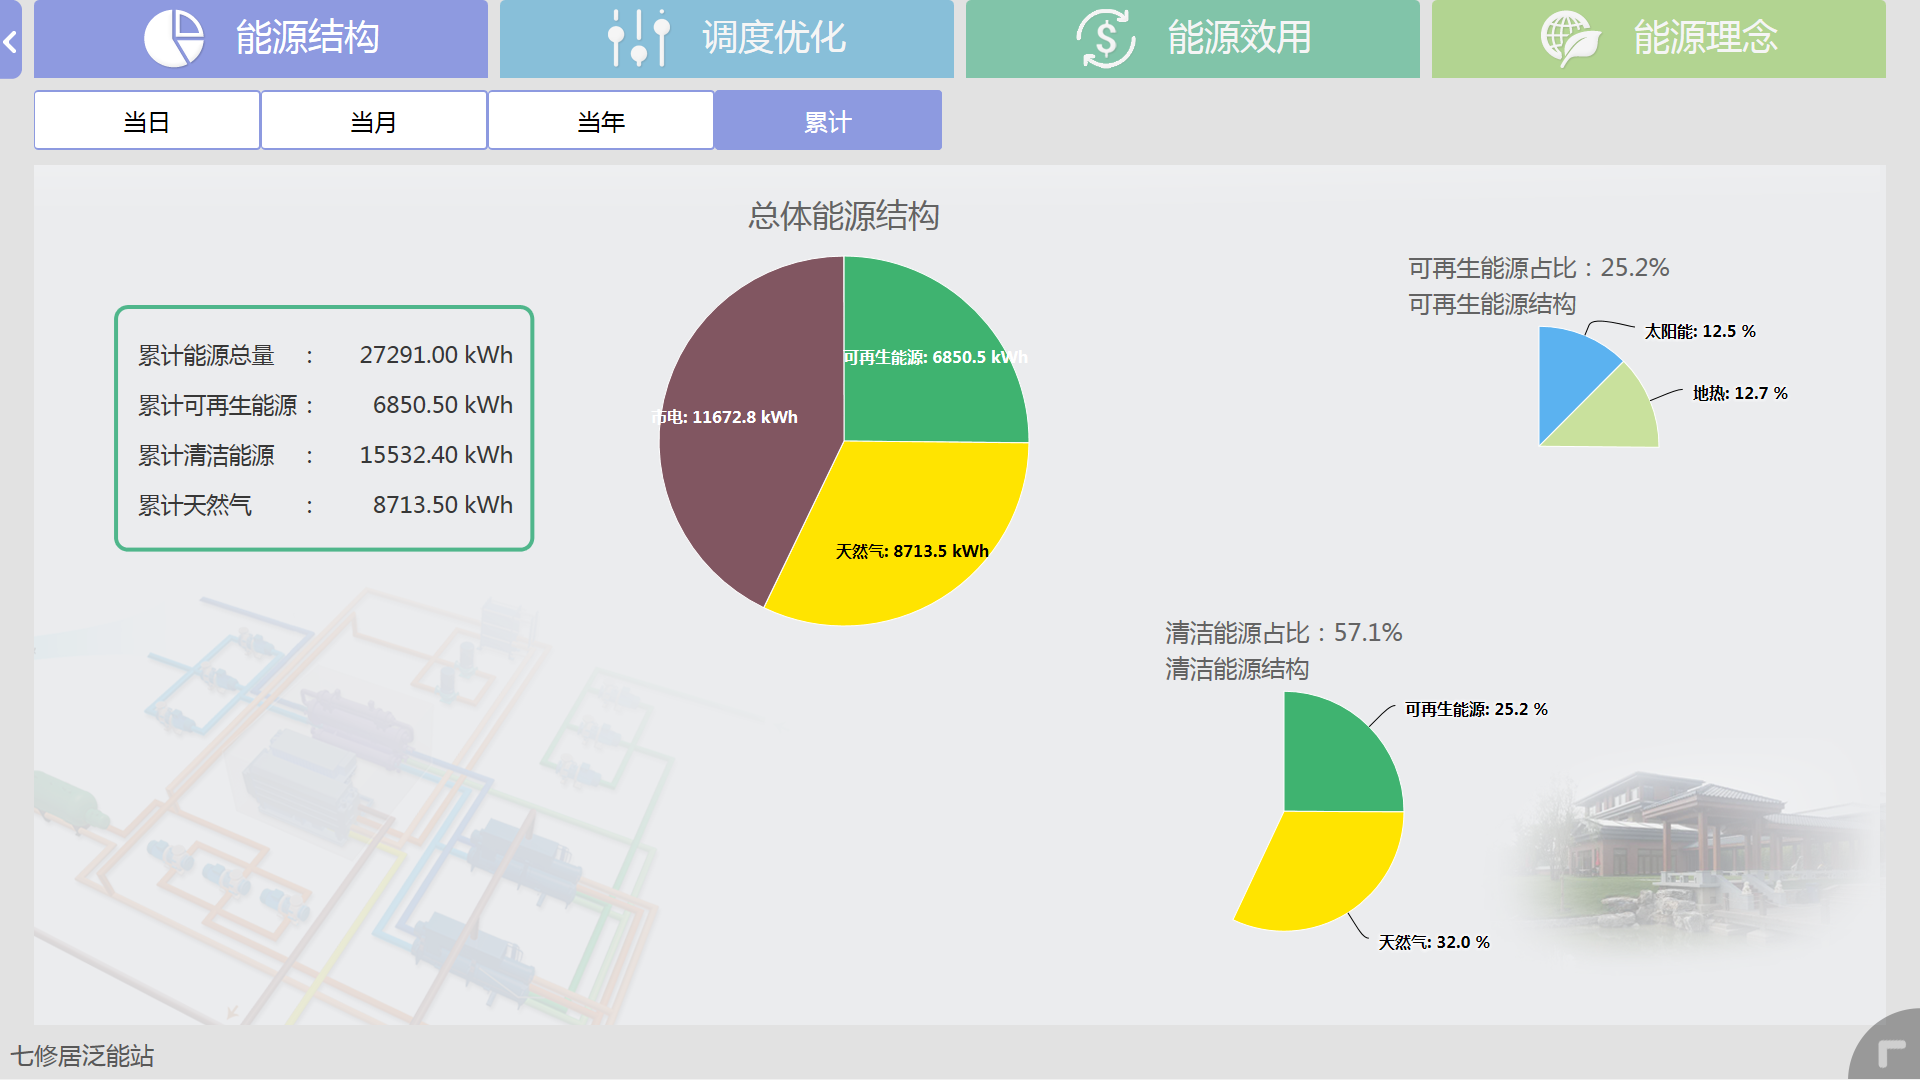 能源结构
调度优化
能源效用
能源理念
当日
当月
当年
累计
总体能源结构
累计能源总量 : 27291.00 kWh
累计可再生能源 : 6850.50 kWh
累计清洁能源 : 15532.40 kWh
累计天然气 : 8713.50 kWh
可再生能源: 6850.5 kWh
市电: 11672.8 kWh
天然气: 8713.5 kWh
可再生能源占比：25.2%
可再生能源结构
太阳能: 12.5 %
地热: 12.7 %
清洁能源占比：57.1%
清洁能源结构
可再生能源: 25.2 %
天然气: 32.0 %
七修居泛能站